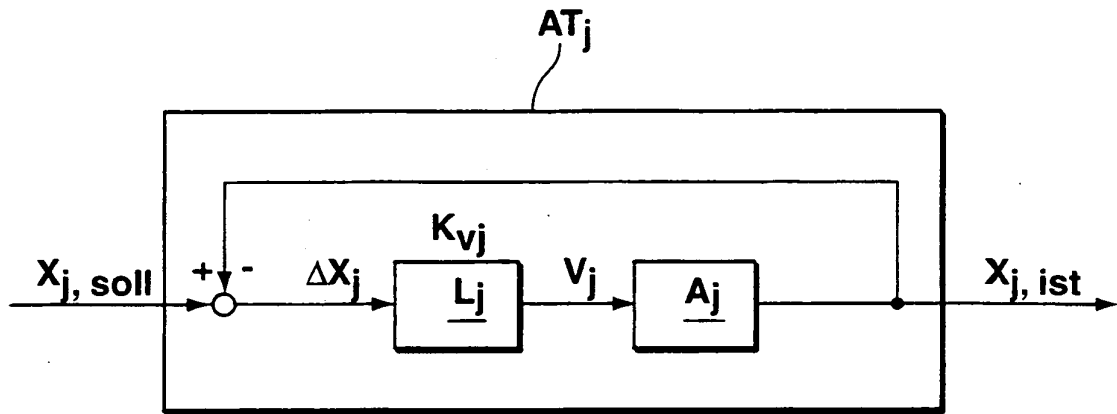 ATj
Kvj
Xj, soll
+
-
ΔXj
Lj
Vj
Aj
Xj, ist